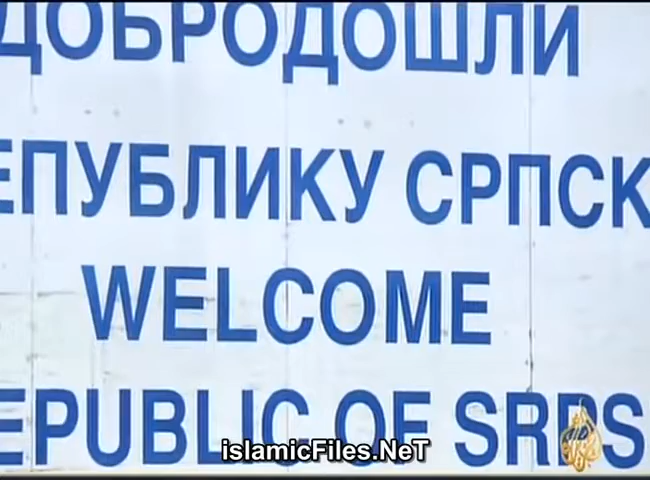 ДОБРОДОШЛИ
ЕПУБЛИКУ СРПСК
WELCOME
EPUBLIC OF SRPS
islamicFiles.NeT